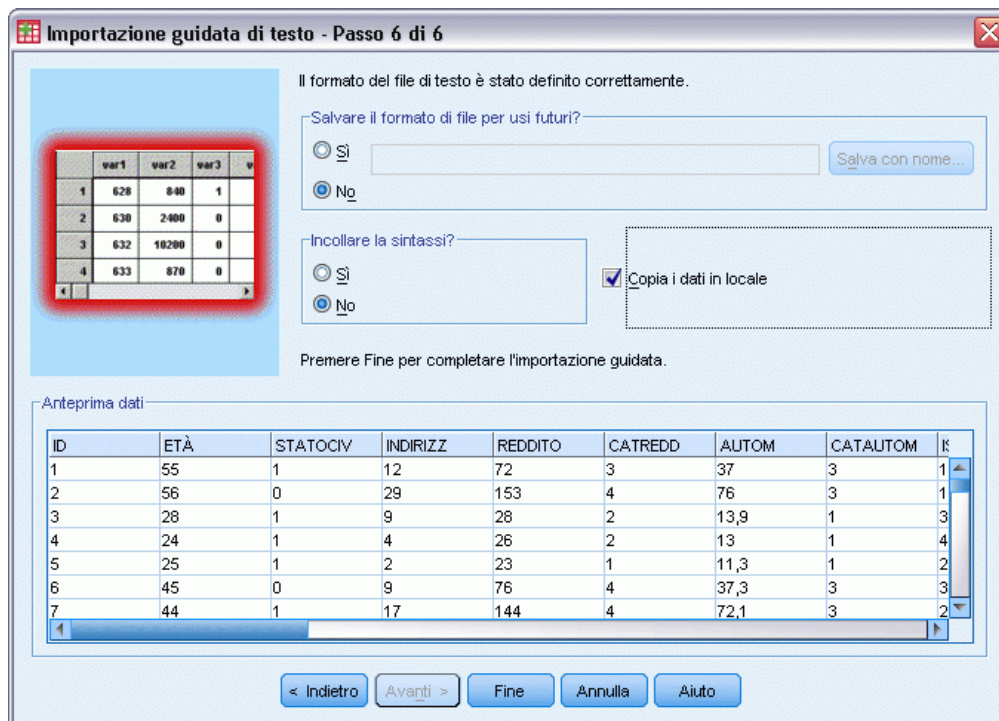 Importazione guidata di testo - Passo 6 di 6
Il formato del file di testo è stato definito correttamente.
Salvare il formato di file per usi futuri?
Sì
Salva con nome...
No
var1 var2 var3 v
1 628 840 1
2 630 2400 0
3 632 10200 0
4 633 870 0
Incollare la sintassi?
Sì
No
Copia i dati in locale
Premere Fine per completare l'importazione guidata.
Anteprima dati
ID ETÀ STATOCIV INDIRIZZ REDDITO CATREDD AUTOM CATAUTOM
1 55 1 12 72 3 37 3 1
2 56 0 29 153 4 76 3 1
3 28 1 9 28 2 13,9 1 3
4 24 1 4 26 2 13 1 4
5 25 1 2 23 1 11,3 1 2
6 45 0 9 76 4 37,3 3 3
7 44 1 17 144 4 72,1 3 2
< Indietro Avanti > Fine Annulla Aiuto